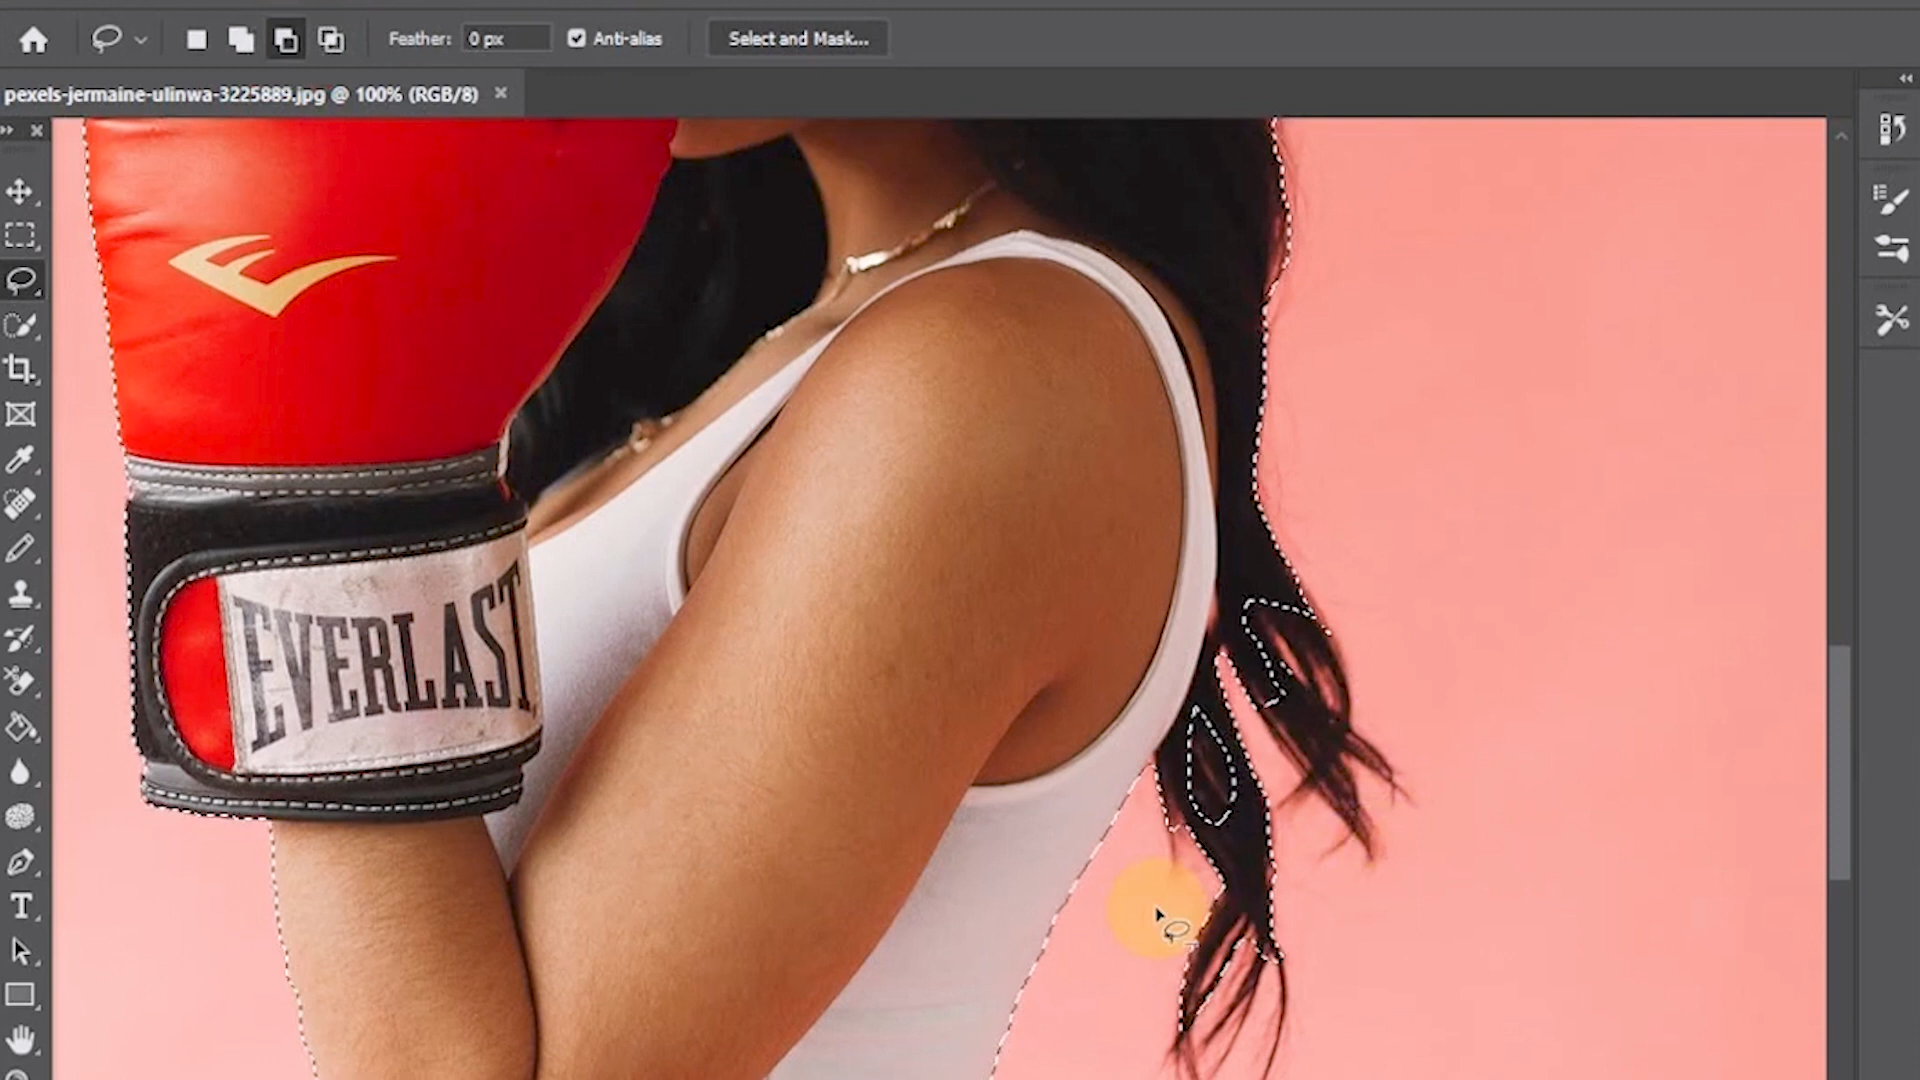 Feather: 0 px Anti-alias Select and Mask...
pexels-jermaine-ulinwa-3225889.jpg @ 100% (RGB/8)
EVERLAST